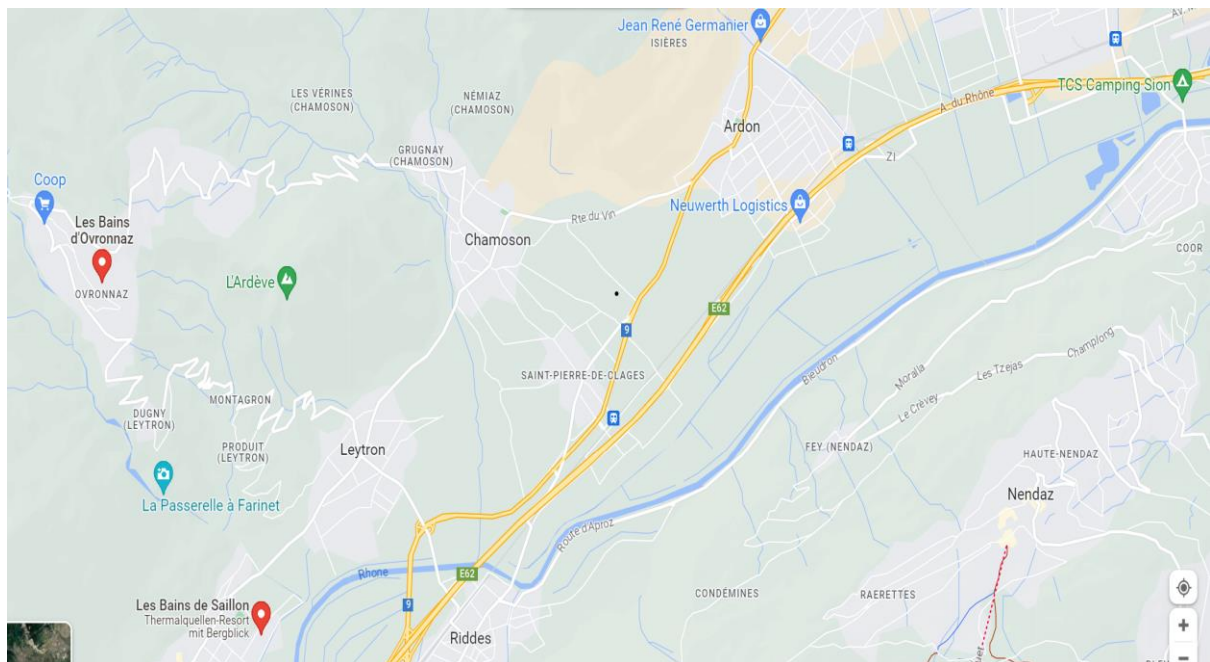 Jean René Germanier
ISIÈRES
TCS Camping Sion
A. du Rhône
LES VÉRINES
(CHAMOSON)
NÉMIAZ
(CHAMOSON)
Ardon
GRUGNAY
(CHAMOSON)
ZI
Coop
Neuwerth Logistics
Rte du Vin
Les Bains
d'Ovronnaz
Chamoson
COOR
L'Ardève
OVRONNAZ
E62
9
Champlong
SAINT-PIERRE-DE-CLAGES
Bieudron
Moralla
Les Tzejas
MONTAGRON
Le Crêvey
DUGNY
(LEYTRON)
PRODUIT
(LEYTRON)
Leytron
FEY (NENDAZ)
HAUTE-NENDAZ
La Passerelle à Farinet
Nendaz
Route d'Aproz
Rhone
E62
CONDÉMINES
RAERETTES
9
Les Bains de Saillon
Thermalquellen-Resort
mit Bergblick
Riddes